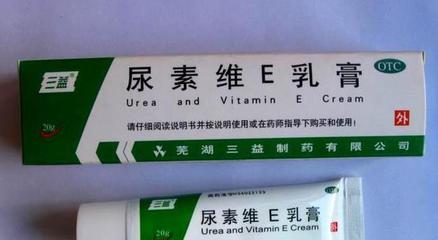 三益®
尿素维E乳膏
OTC
Urea and Vitamin E Cream
20g
请仔细阅读说明书并按说明使用或在药师指导下购买和使用!
外
芜湖三益制药有限公司
三益
尿素维E乳膏
Urea and Vitamin E Cream
20g